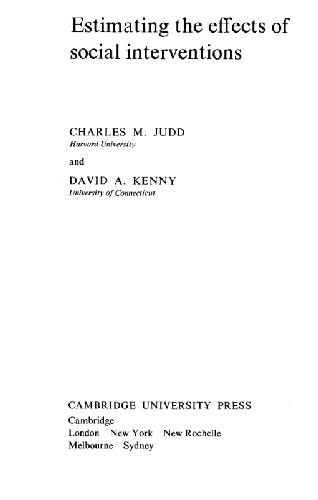 Estimating the effects of
social interventions
CHARLES M. JUDD
Harvard University
and
DAVID A. KENNY
University of Connecticut
CAMBRIDGE UNIVERSITY PRESS
Cambridge
London New York New Rochelle
Melbourne Sydney